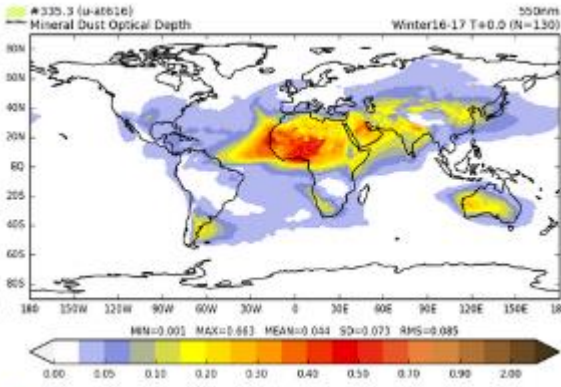 #335.3 (u-at616) 550nm
Mineral Dust Optical Depth Winter16-17 T+0.0 (N=130)
80N
60N
40N
20N
EQ
20S
40S
60S
80S
180 150W 120W 90W 60W 30W 0 30E 60E 90E 120E 150E 180
MIN=0.001 MAX=0.663 MEAN=0.044 SD=0.073 RMS=0.085
0.00 0.05 0.10 0.20 0.30 0.40 0.50 0.70 0.90 2.00